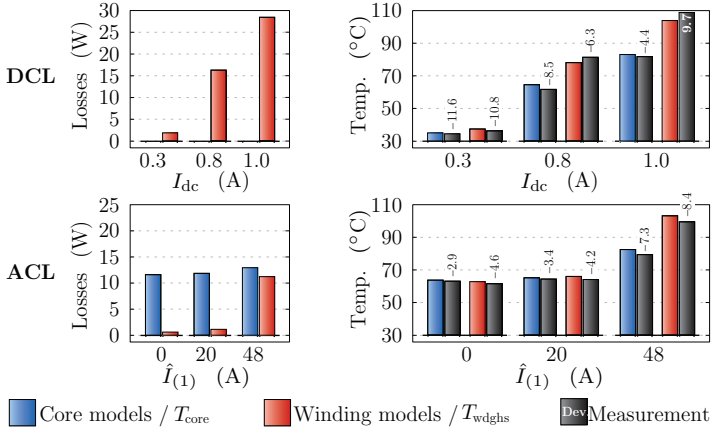 DCL
Losses (W)
30
25
20
15
10
5
0
0.3 0.8 1.0
I_dc (A)
Temp. (°C)
110
90
70
50
30
−11.6 −10.8 −8.5 −6.3 −4.4 9.7
0.3 0.8 1.0
I_dc (A)
ACL
Losses (W)
25
20
15
10
5
0
0 20 48
Î_(1) (A)
Temp. (°C)
110
90
70
50
30
−2.9 −4.6 −3.4 −4.2 −7.3 −8.4
0 20 48
Î_(1) (A)
Core models / T_core Winding models / T_wdghs Dev. Measurement